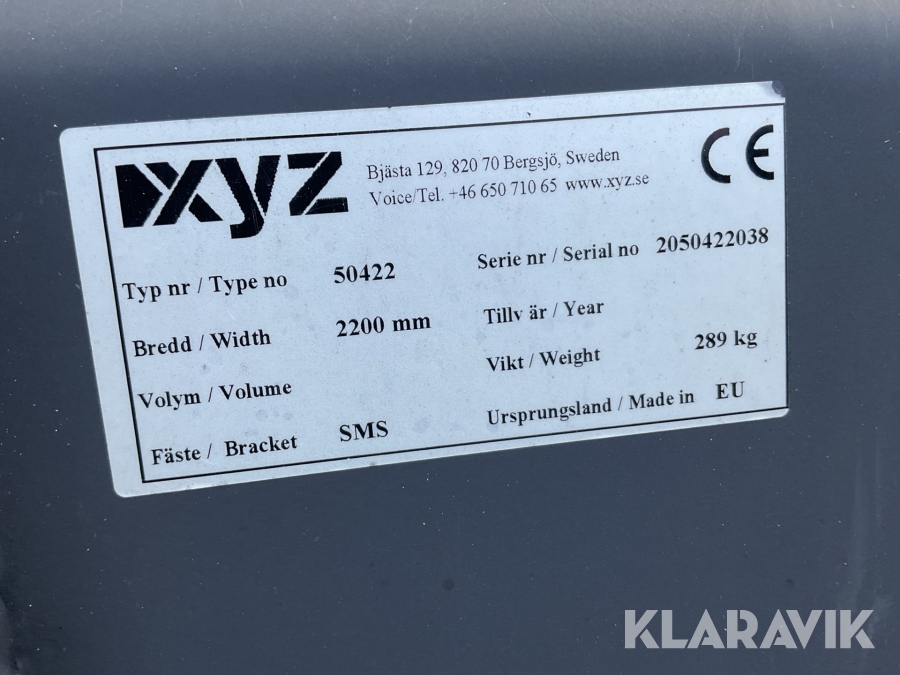 xyz
Bjästa 129, 820 70 Bergsjö, Sweden
Voice/Tel. +46 650 710 65 www.xyz.se
CE
Typ nr / Type no 50422
Serie nr / Serial no 2050422038
Bredd / Width 2200 mm
Tillv år / Year
Volym / Volume
Vikt / Weight 289 kg
Fäste / Bracket SMS
Ursprungsland / Made in EU
KLARAVIK